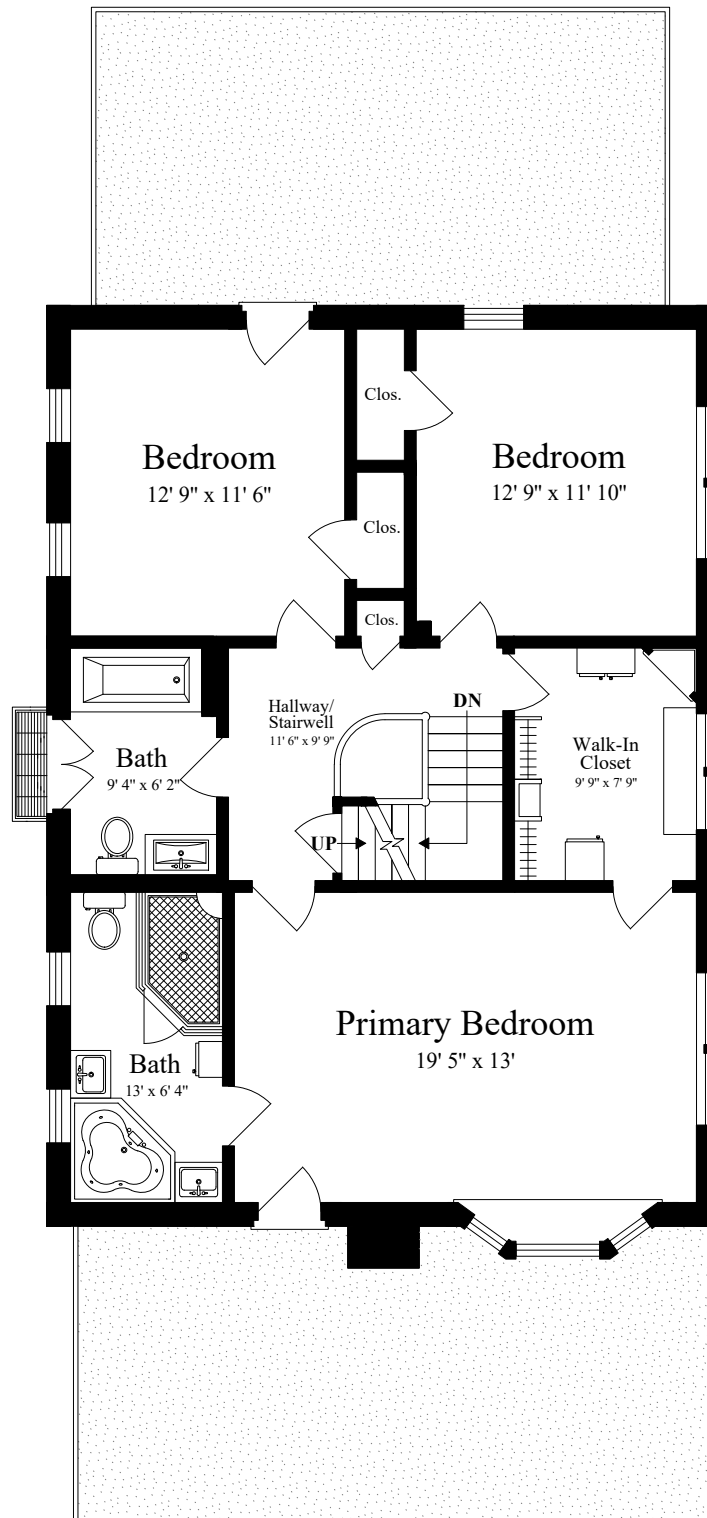 Clos.
Bedroom
12' 9" x 11' 6"
Bedroom
12' 9" x 11' 10"
Clos.
Clos.
Hallway/
Stairwell
11' 6" x 9' 9"
DN
Bath
9' 4" x 6' 2"
Walk-In
Closet
9' 9" x 7' 9"
UP
Primary Bedroom
19' 5" x 13'
Bath
13' x 6' 4"